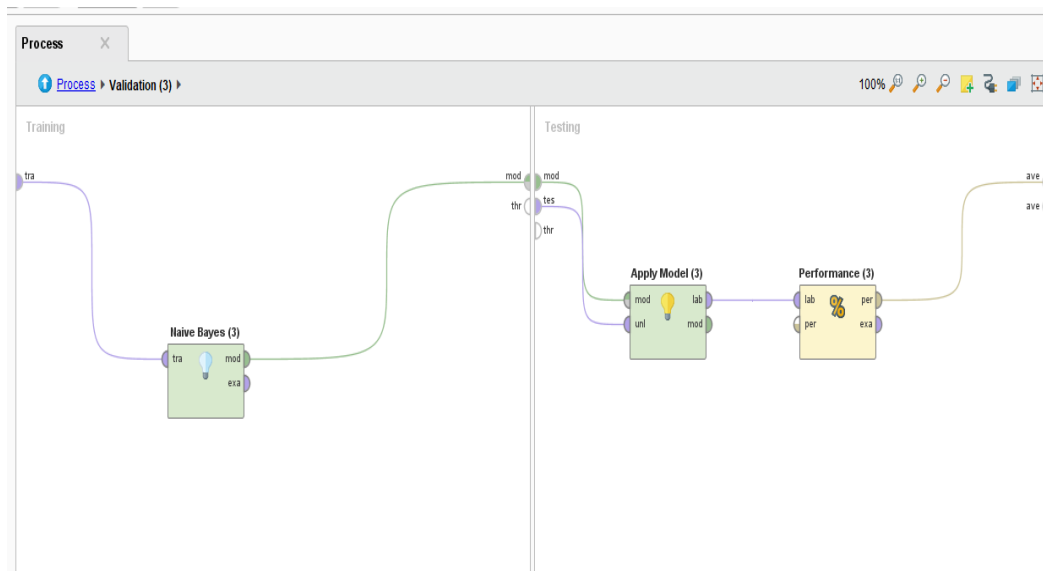 Process
Process ▸ Validation (3) ▸
100%
Training
Testing
tra
mod
thr
mod
tes
thr
ave
ave
Naive Bayes (3)
tra
mod
exa
Apply Model (3)
mod
lab
unl
mod
Performance (3)
lab
per
%
per
exa